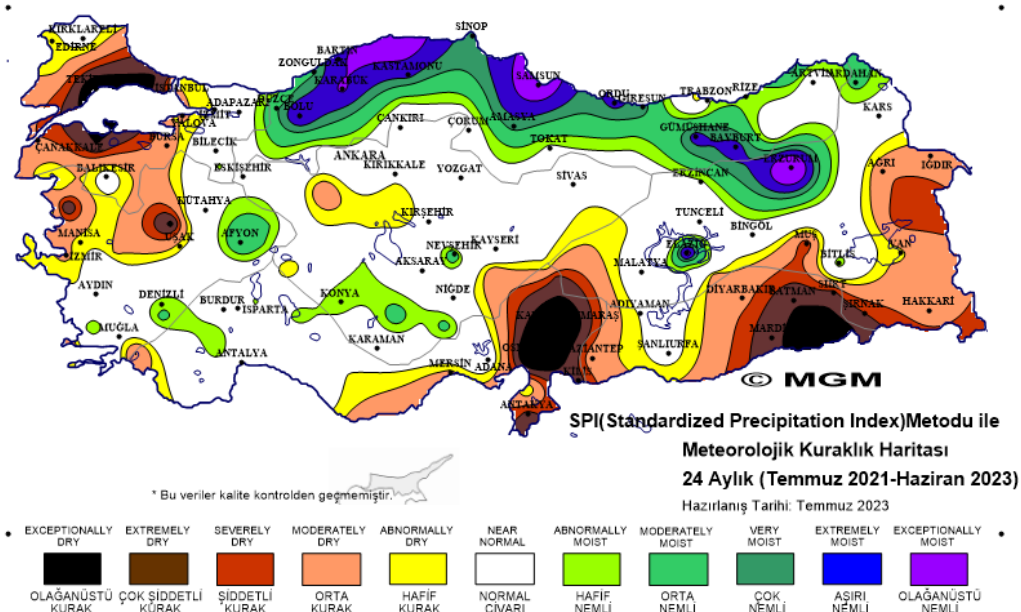 SİNOP
KIRKLARELİ
EDİRNE
BARTIN
ZONGULDAK
KASTAMONU
KARABÜK
SAMSUN
ARTVİN
ARDAHAN
İSTANBUL
ADAPAZARI
BOLU
ORDU
GİRESUN
TRABZON
RİZE
KARS
YALOVA
BURSA
BİLECİK
ÇANKIRI
ÇORUM
AMASYA
TOKAT
GÜMÜŞHANE
BAYBURT
ÇANAKKALE
BALIKESİR
ESKİŞEHİR
ANKARA
KIRIKKALE
YOZGAT
SİVAS
ERZİNCAN
ERZURUM
AĞRI
IĞDIR
KÜTAHYA
KIRŞEHİR
TUNCELİ
BİNGÖL
MANİSA
UŞAK
AFYON
NEVŞEHİR
KAYSERİ
ELAZIĞ
MUŞ
İZMİR
AKSARAY
MALATYA
BİTLİS
VAN
AYDIN
DENİZLİ
BURDUR
ISPARTA
KONYA
NİĞDE
ADIYAMAN
DİYARBAKIR
BATMAN
SİİRT
ŞIRNAK
HAKKARİ
MUĞLA
ANTALYA
KARAMAN
MERSİN
ADANA
MARAŞ
ŞANLIURFA
KİLİS
ANTAKYA
© MGM
SPI(Standardized Precipitation Index)Metodu ile
Meteorolojik Kuraklık Haritası
24 Aylık (Temmuz 2021-Haziran 2023)
Hazırlanış Tarihi: Temmuz 2023
* Bu veriler kalite kontrolden geçmemiştir.
EXCEPTIONALLY DRY
EXTREMELY DRY
SEVERELY DRY
MODERATELY DRY
ABNORMALLY DRY
NEAR NORMAL
ABNORMALLY MOIST
MODERATELY MOIST
VERY MOIST
EXTREMELY MOIST
EXCEPTIONALLY MOIST
OLAĞANÜSTÜ KURAK
ÇOK ŞİDDETLİ KURAK
ŞİDDETLİ KURAK
ORTA KURAK
HAFİF KURAK
NORMAL CİVARI
HAFİF NEMLİ
ORTA NEMLİ
ÇOK NEMLİ
AŞIRI NEMLİ
OLAĞANÜSTÜ NEMLİ